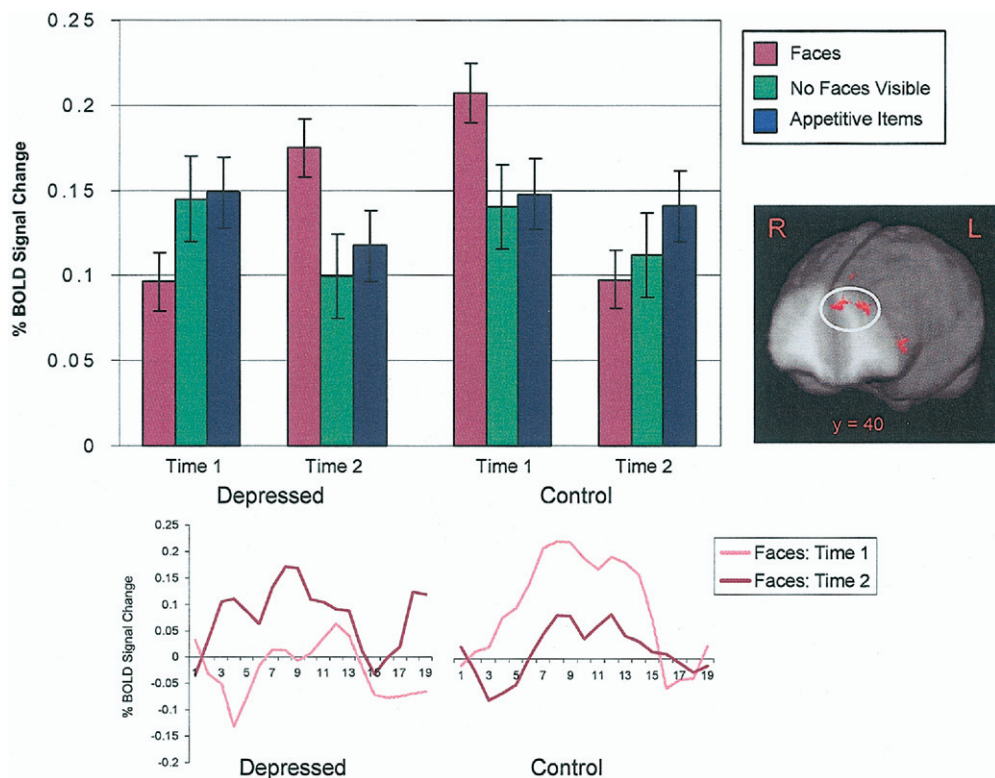 0.25
0.2
0.15
0.1
0.05
0
% BOLD Signal Change
Time 1
Time 2
Time 1
Time 2
Depressed
Control
Faces
No Faces Visible
Appetitive Items
R
L
y = 40
0.25
0.2
0.15
0.1
0.05
0
-0.05
-0.1
-0.15
-0.2
% BOLD Signal Change
1 3 5 7 9 11 13 15 17 19
Depressed
1 3 5 7 9 11 13 15 17 19
Control
Faces: Time 1
Faces: Time 2